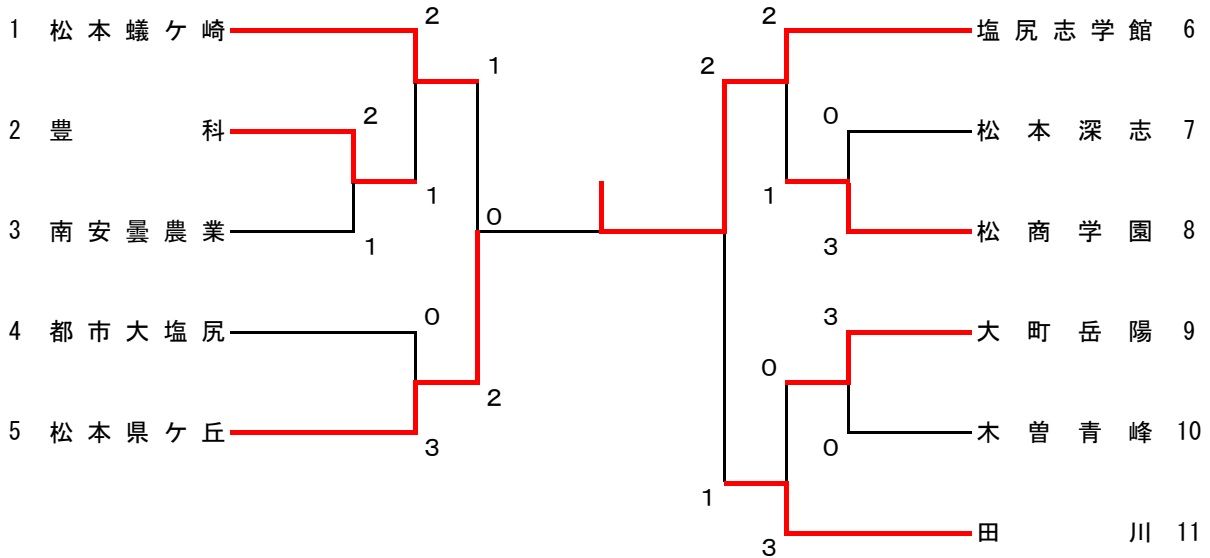 1 松本蟻ケ崎
2 豊科
3 南安曇農業
4 都市大塩尻
5 松本県ケ丘
2
1
2
1
1
0
0
2
3
2
2
0
1
3
3
0
0
1
3
塩尻志学館 6
松本深志 7
松商学園 8
大町岳陽 9
木曽青峰 10
田川 11